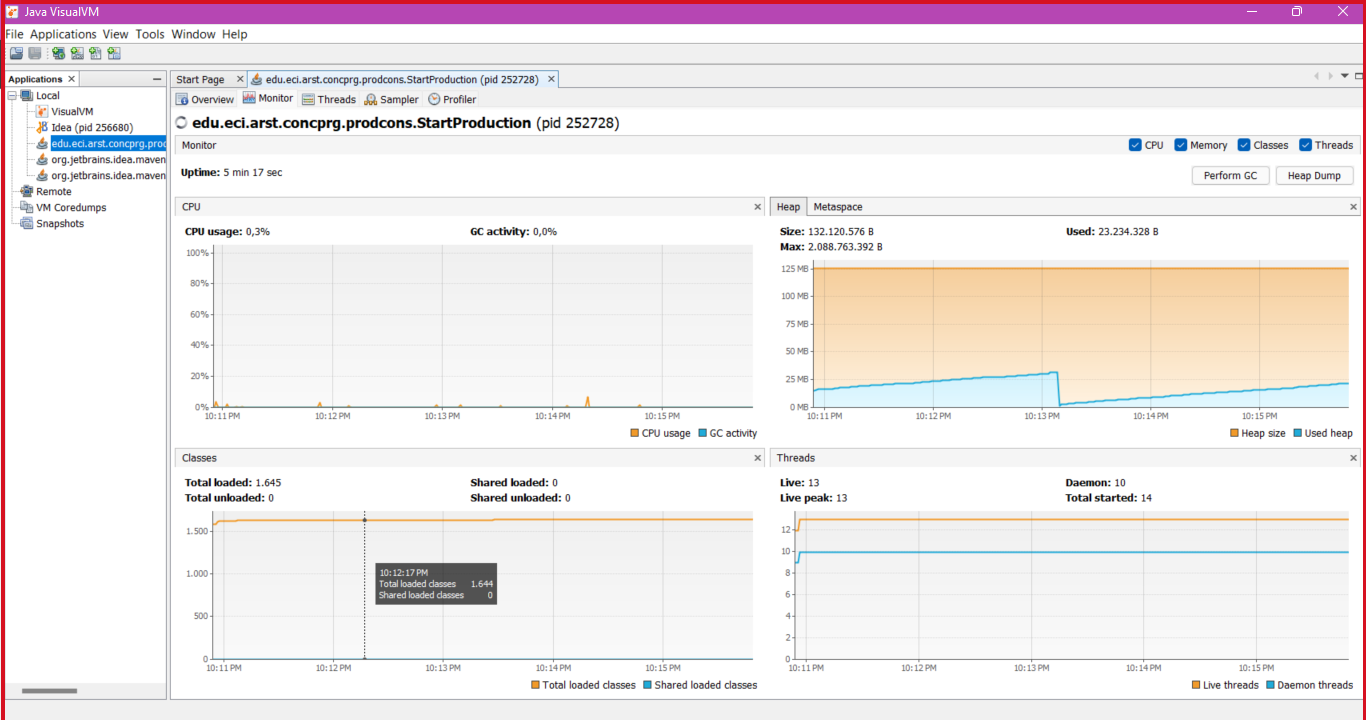 Java VisualVM
File Applications View Tools Window Help
Applications
Start Page
edu.eci.arst.concprg.prodcons.StartProduction (pid 252728)
Local
VisualVM
Idea (pid 256680)
edu.eci.arst.concprg.prod
org.jetbrains.idea.maven
org.jetbrains.idea.maven
Remote
VM Coredumps
Snapshots
Overview Monitor Threads Sampler Profiler
edu.eci.arst.concprg.prodcons.StartProduction (pid 252728)
Monitor
CPU Memory Classes Threads
Uptime: 5 min 17 sec
Perform GC Heap Dump
CPU
CPU usage: 0,3% GC activity: 0,0%
100%
80%
60%
40%
20%
0%
10:11 PM 10:12 PM 10:13 PM 10:14 PM 10:15 PM
CPU usage GC activity
Heap Metaspace
Size: 132.120.576 B Used: 23.234.328 B
Max: 2.088.763.392 B
125 MB
100 MB
75 MB
50 MB
25 MB
0 MB
10:11 PM 10:12 PM 10:13 PM 10:14 PM 10:15 PM
Heap size Used heap
Classes
Total loaded: 1.645 Shared loaded: 0
Total unloaded: 0 Shared unloaded: 0
1.500
1.000
500
0
10:12:17 PM
Total loaded classes 1.644
Shared loaded classes 0
10:11 PM 10:12 PM 10:13 PM 10:14 PM 10:15 PM
Total loaded classes Shared loaded classes
Threads
Live: 13 Daemon: 10
Live peak: 13 Total started: 14
12
10
8
6
4
2
0
10:11 PM 10:12 PM 10:13 PM 10:14 PM 10:15 PM
Live threads Daemon threads